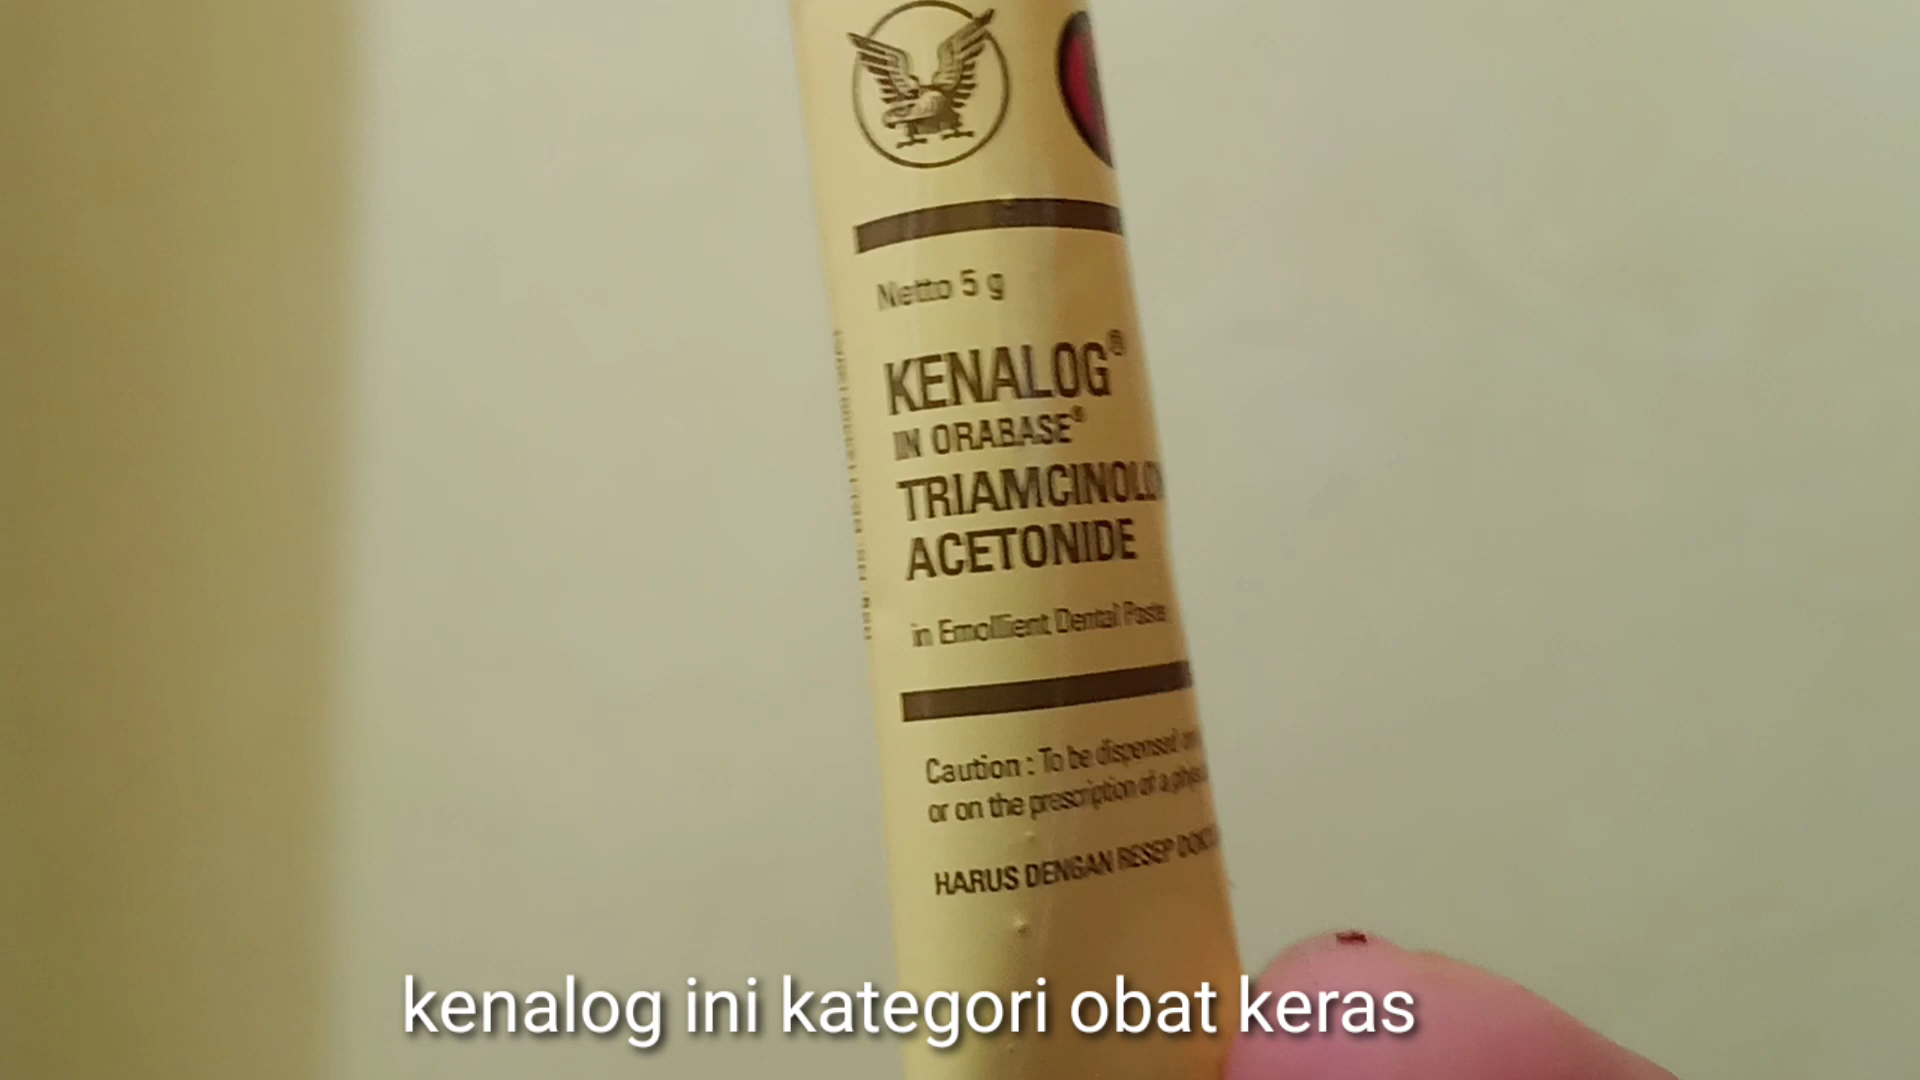 Netto 5 g
KENALOG®
IN ORABASE®
TRIAMCINOLO
ACETONIDE
in Emollient Dental Paste
Caution : To be dispensed
or on the prescription of a
HARUS DENGAN RESEP
kenalog ini kategori obat keras